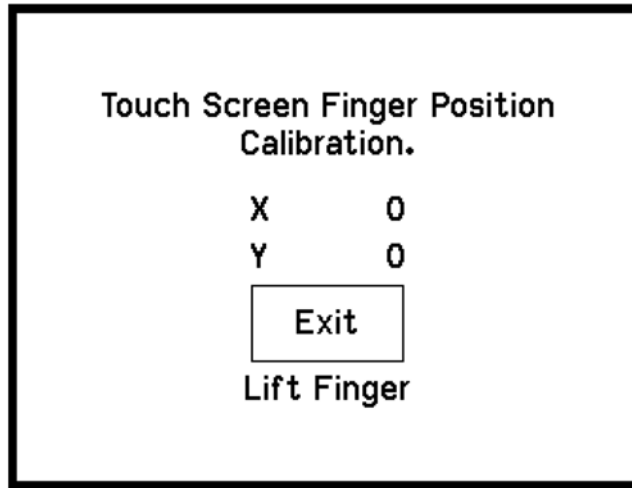 Touch Screen Finger Position
Calibration.
X 0
Y 0
Exit
Lift Finger